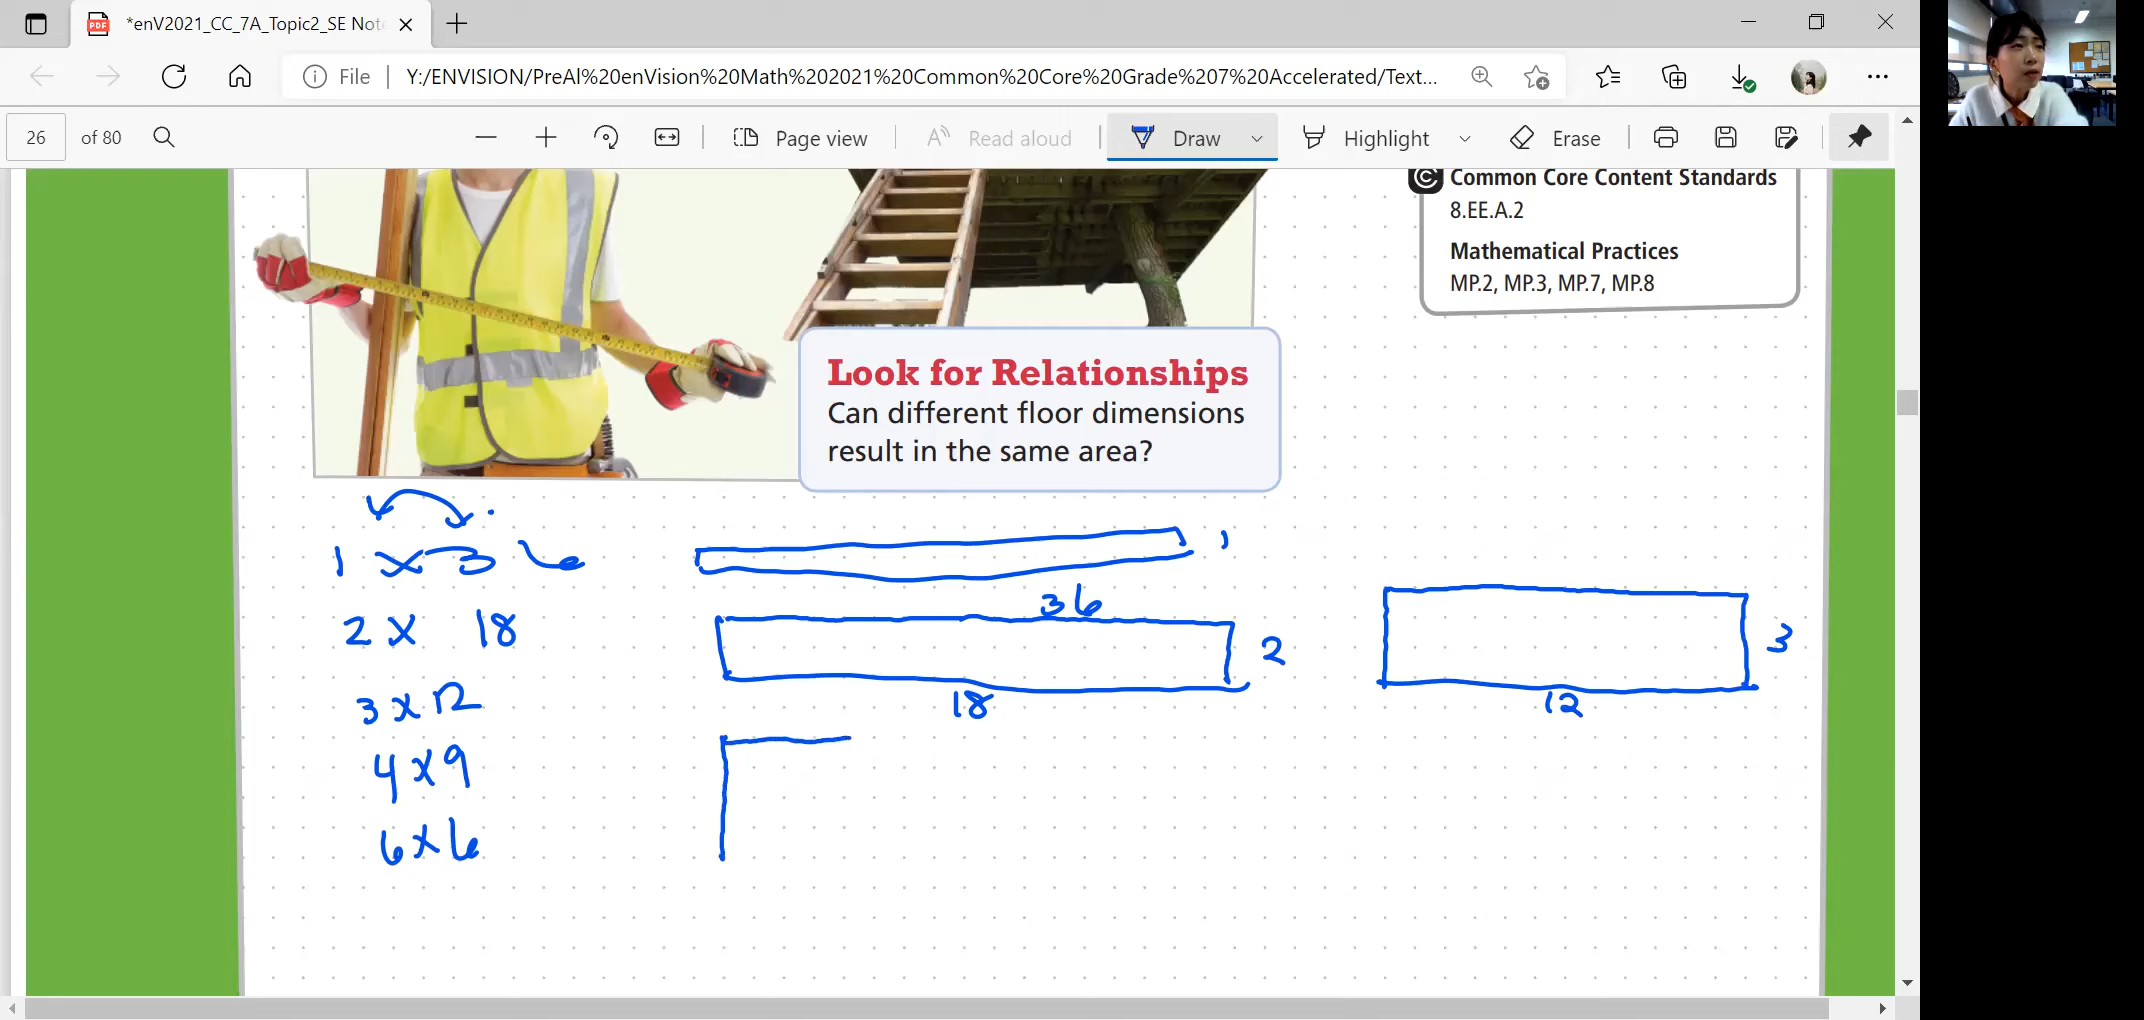 *enV2021_CC_7A_Topic2_SE Note
File
Y:/ENVISION/PreAl%20enVision%20Math%202021%20Common%20Core%20Grade%207%20Accelerated/Text...
26
of 80
Page view
Read aloud
Draw
Highlight
Erase
Common Core Content Standards
8.EE.A.2
Mathematical Practices
MP.2, MP.3, MP.7, MP.8
Look for Relationships
Can different floor dimensions
result in the same area?
1 x 36
2 x 18
3 x 12
4 x 9
6 x 6
1
36
2
18
3
12